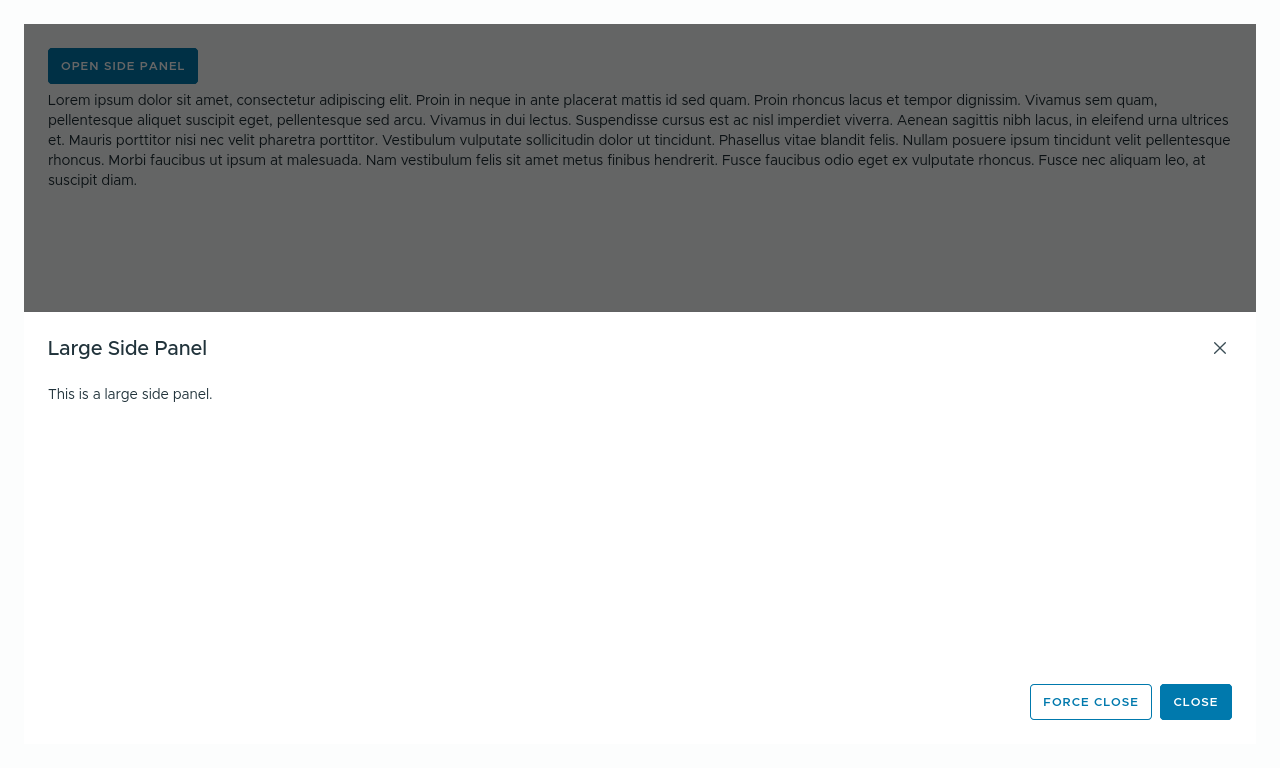 OPEN SIDE PANEL
Lorem ipsum dolor sit amet, consectetur adipiscing elit. Proin in neque in ante placerat mattis id sed quam. Proin rhoncus lacus et tempor dignissim. Vivamus sem quam,
pellentesque aliquet suscipit eget, pellentesque sed arcu. Vivamus in dui lectus. Suspendisse cursus est ac nisl imperdiet viverra. Aenean sagittis nibh lacus, in eleifend urna ultrices
et. Mauris porttitor nisi nec velit pharetra porttitor. Vestibulum vulputate sollicitudin dolor ut tincidunt. Phasellus vitae blandit felis. Nullam posuere ipsum tincidunt velit pellentesque
rhoncus. Morbi faucibus ut ipsum at malesuada. Nam vestibulum felis sit amet metus finibus hendrerit. Fusce faucibus odio eget ex vulputate rhoncus. Fusce nec aliquam leo, at
suscipit diam.
Large Side Panel
This is a large side panel.
FORCE CLOSE
CLOSE